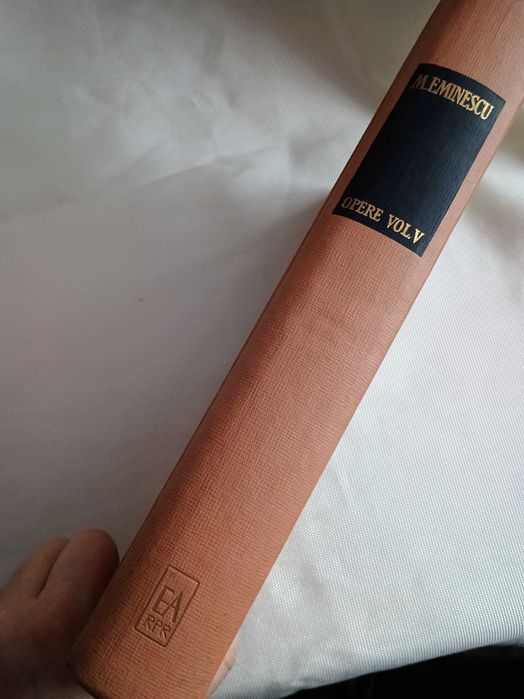 M. EMINESCU
OPERE VOL. V
EA
RPR